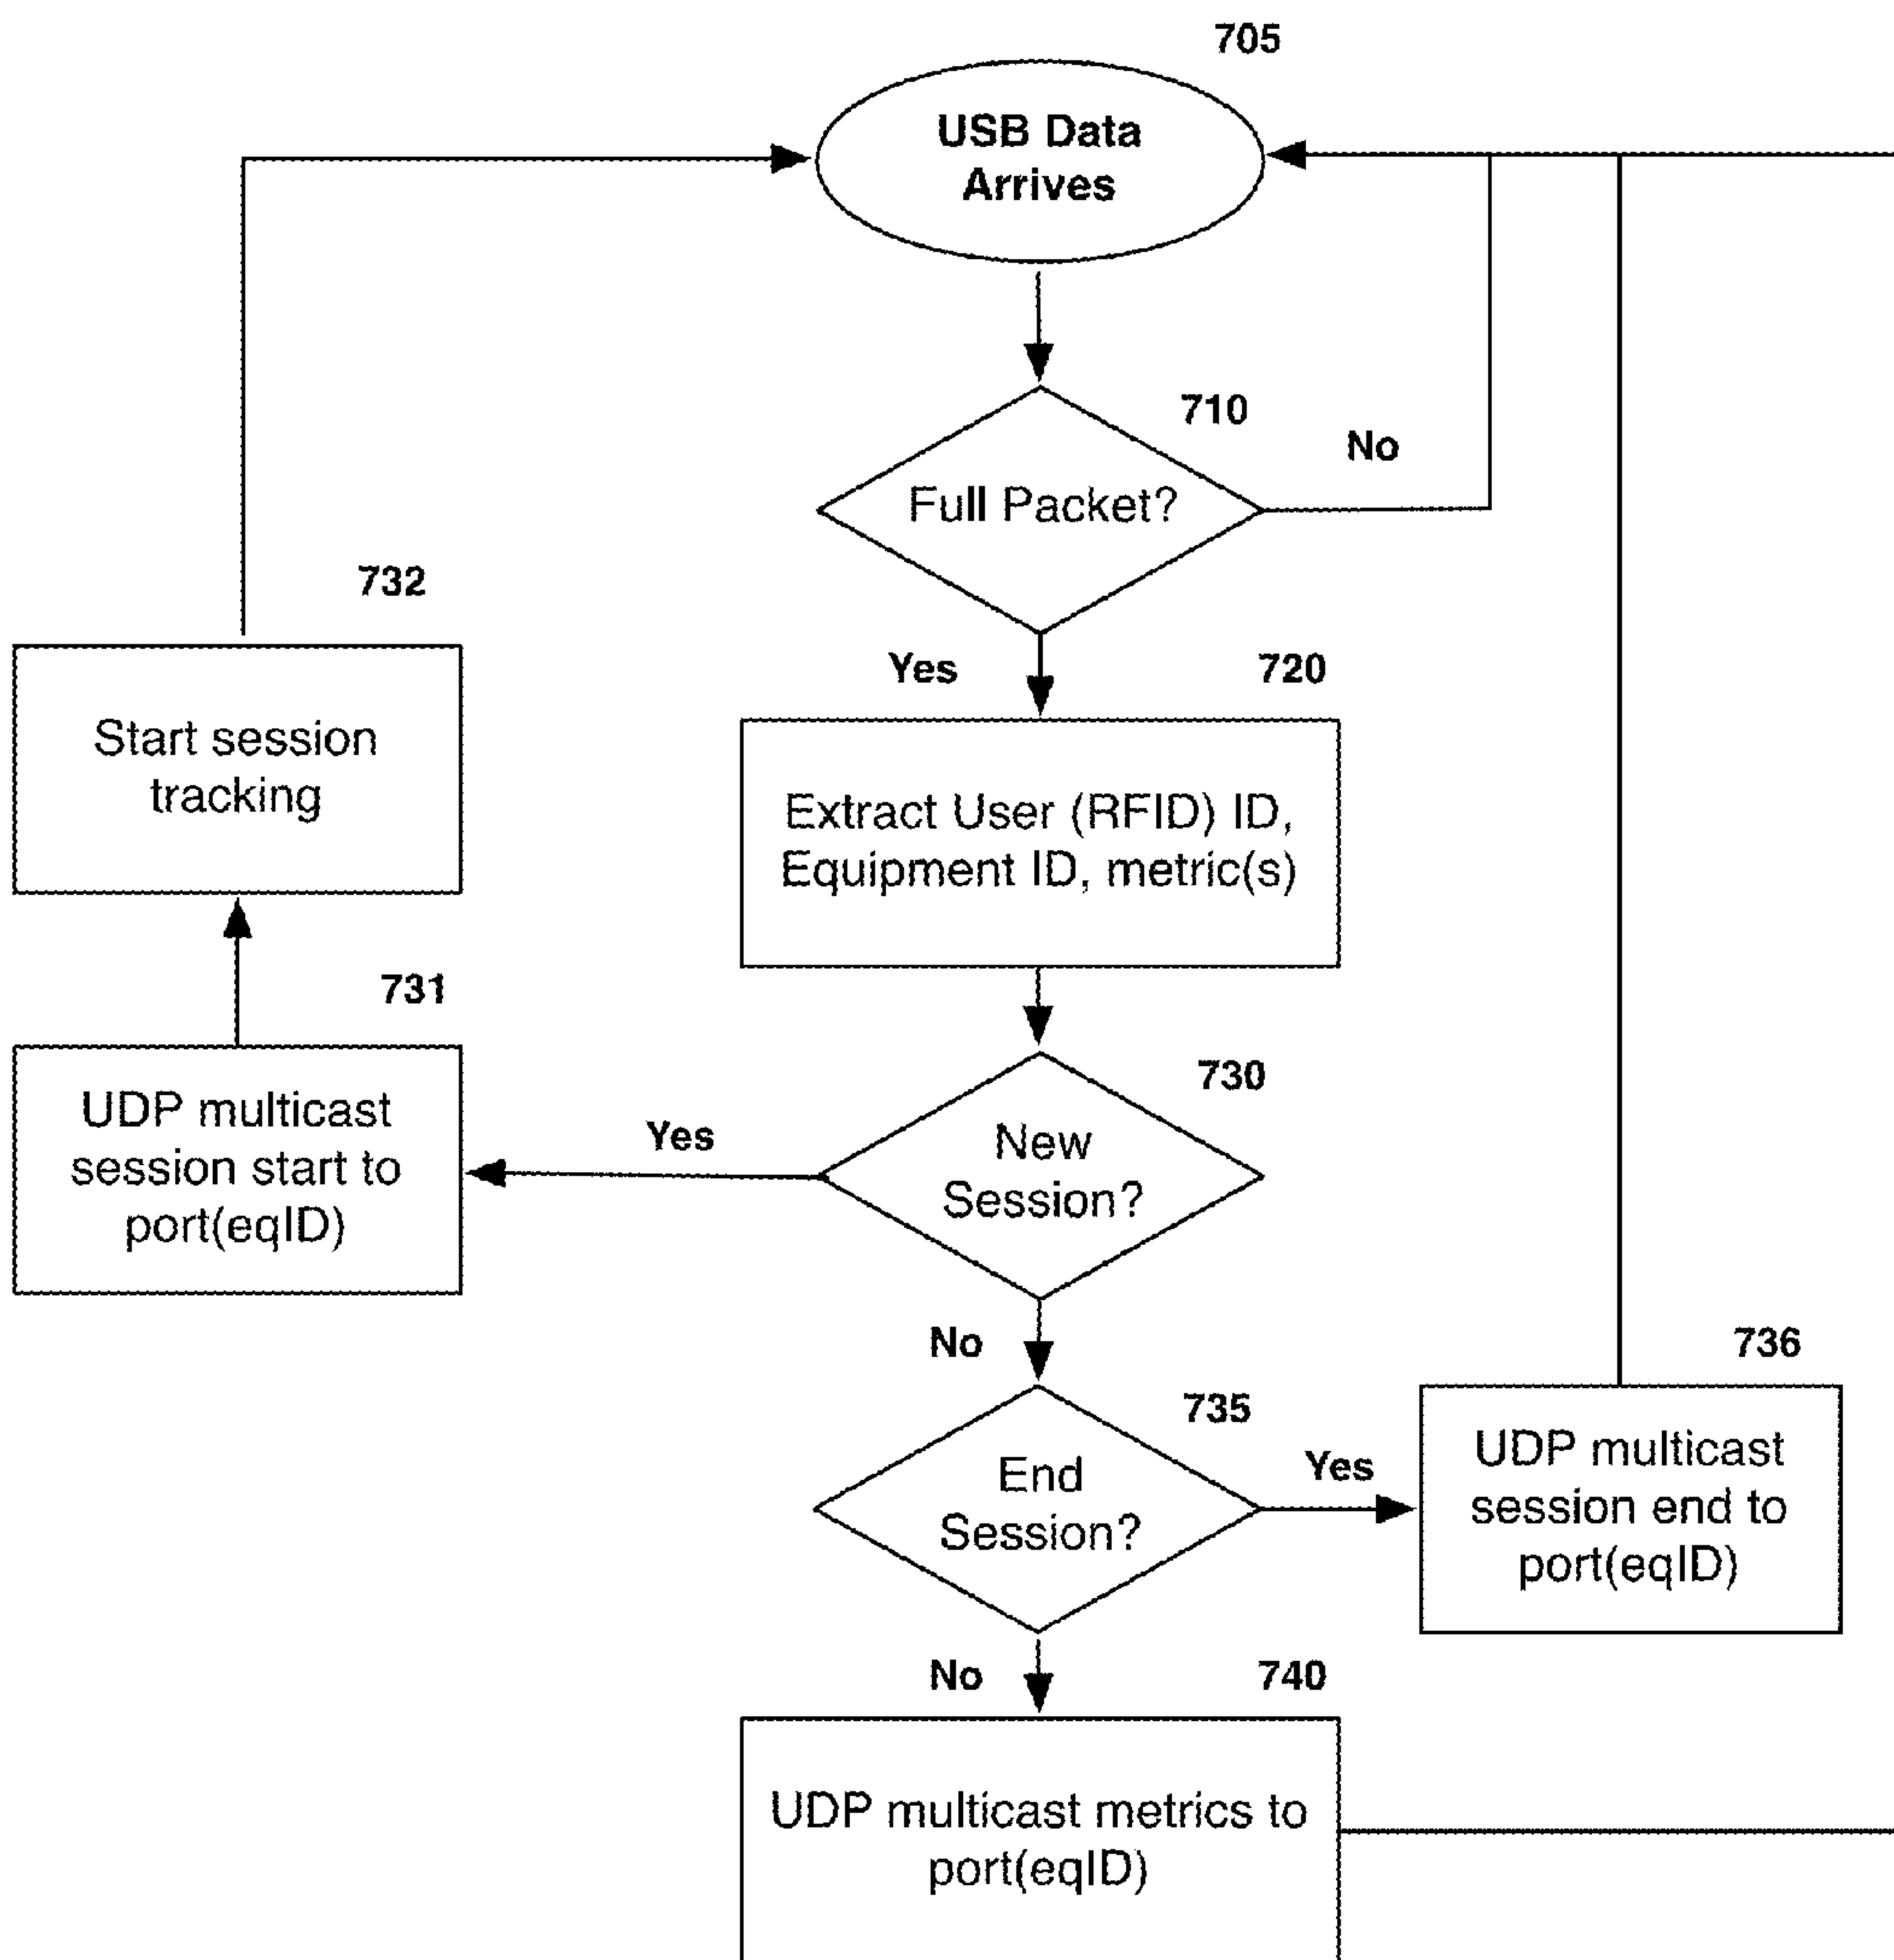 705
USB Data
Arrives
710
No
Full Packet?
732
Yes
720
Start session
tracking
Extract User (RFID) ID,
Equipment ID, metric(s)
731
730
UDP multicast
session start to
port(eqID)
Yes
New
Session?
No
736
735
End
Session?
Yes
UDP multicast
session end to
port(eqID)
No
740
UDP multicast metrics to
port(eqID)